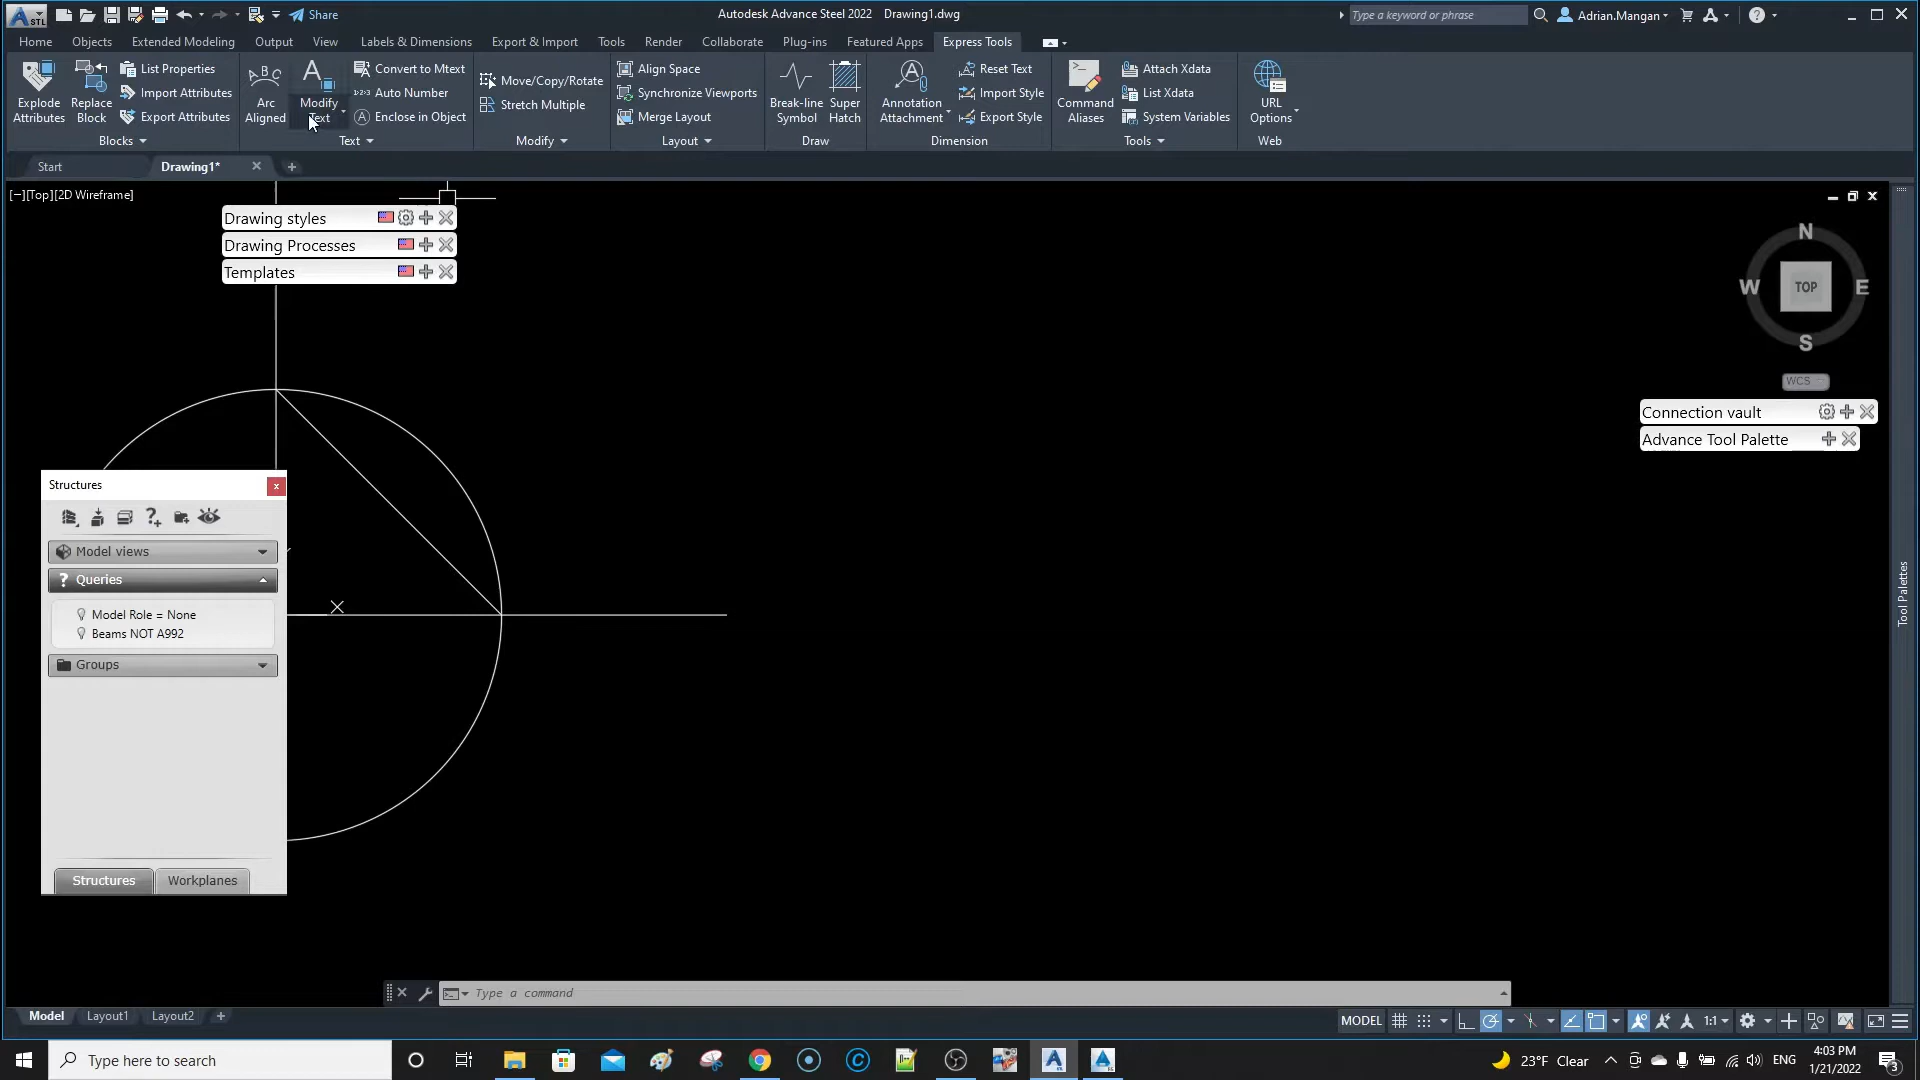 STL
Share
Autodesk Advance Steel 2022 Drawing1.dwg
Type a keyword or phrase
Adrian.Mangan
Home Objects Extended Modeling Output View Labels & Dimensions Export & Import Tools Render Collaborate Plug-ins Featured Apps Express Tools
Explode Attributes
Replace Block
List Properties
Import Attributes
Export Attributes
Blocks
Arc Aligned
Modify Text
Convert to Mtext
Auto Number
Enclose in Object
Text
Move/Copy/Rotate
Stretch Multiple
Modify
Align Space
Synchronize Viewports
Merge Layout
Layout
Break-line Symbol
Super Hatch
Draw
Annotation Attachment
Reset Text
Import Style
Export Style
Dimension
Command Aliases
Attach Xdata
List Xdata
System Variables
Tools
URL Options
Web
Start Drawing1*
[−][Top][2D Wireframe]
Drawing styles
Drawing Processes
Templates
N
W TOP E
S
WCS
Connection vault
Advance Tool Palette
Tool Palettes
Structures
Model views
Queries
Model Role = None
Beams NOT A992
Groups
Structures Workplanes
Type a command
Model Layout1 Layout2
MODEL 1:1
Type here to search
23°F Clear
ENG
4:03 PM
1/21/2022
3